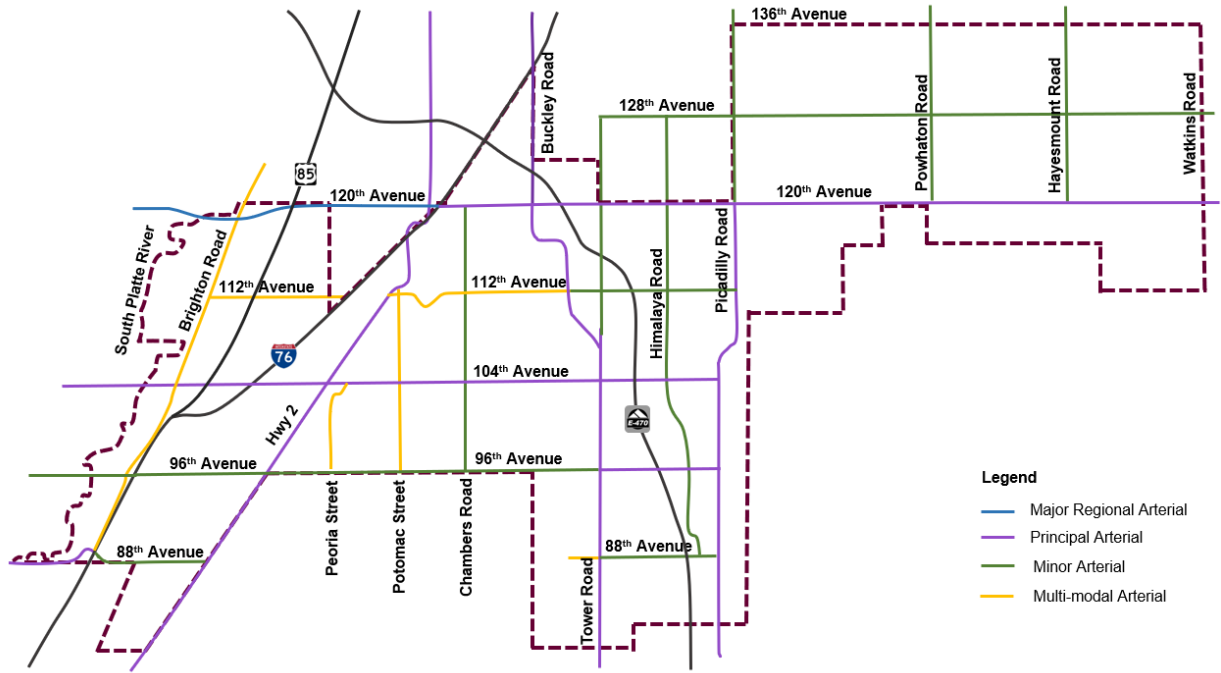 136th Avenue
Buckley Road
128th Avenue
Powhaton Road
Hayesmount Road
Watkins Road
85
120th Avenue
120th Avenue
South Platte River
Brighton Road
Himalaya Road
Picadilly Road
112th Avenue
112th Avenue
INTERSTATE
76
104th Avenue
Hwy 2
E-470
96th Avenue
96th Avenue
Peoria Street
Potomac Street
Chambers Road
88th Avenue
88th Avenue
Tower Road
Legend
Major Regional Arterial
Principal Arterial
Minor Arterial
Multi-modal Arterial